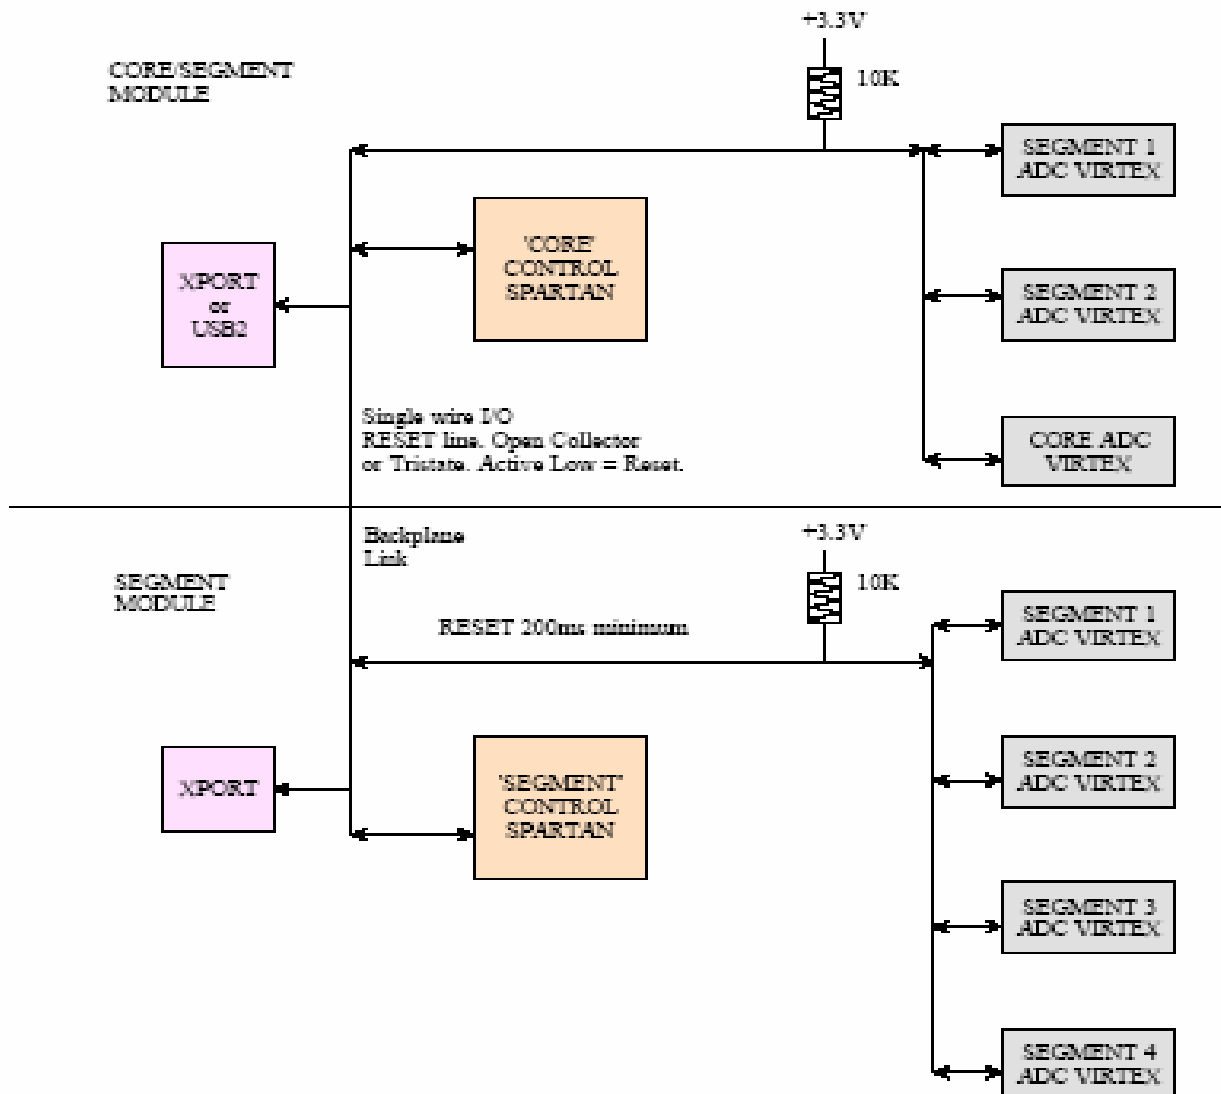 +3.3V
CORE/SEGMENT
MODULE
10K
SEGMENT 1
ADC VIRTEX
'CORE'
CONTROL
SPARTAN
XPORT
or
USB2
SEGMENT 2
ADC VIRTEX
Single wire I/O
RESET line. Open Collector
or Tristate. Active Low = Reset.
CORE ADC
VIRTEX
Backplane
Link
+3.3V
SEGMENT
MODULE
10K
RESET 200ms minimum
SEGMENT 1
ADC VIRTEX
XPORT
'SEGMENT'
CONTROL
SPARTAN
SEGMENT 2
ADC VIRTEX
SEGMENT 3
ADC VIRTEX
SEGMENT 4
ADC VIRTEX